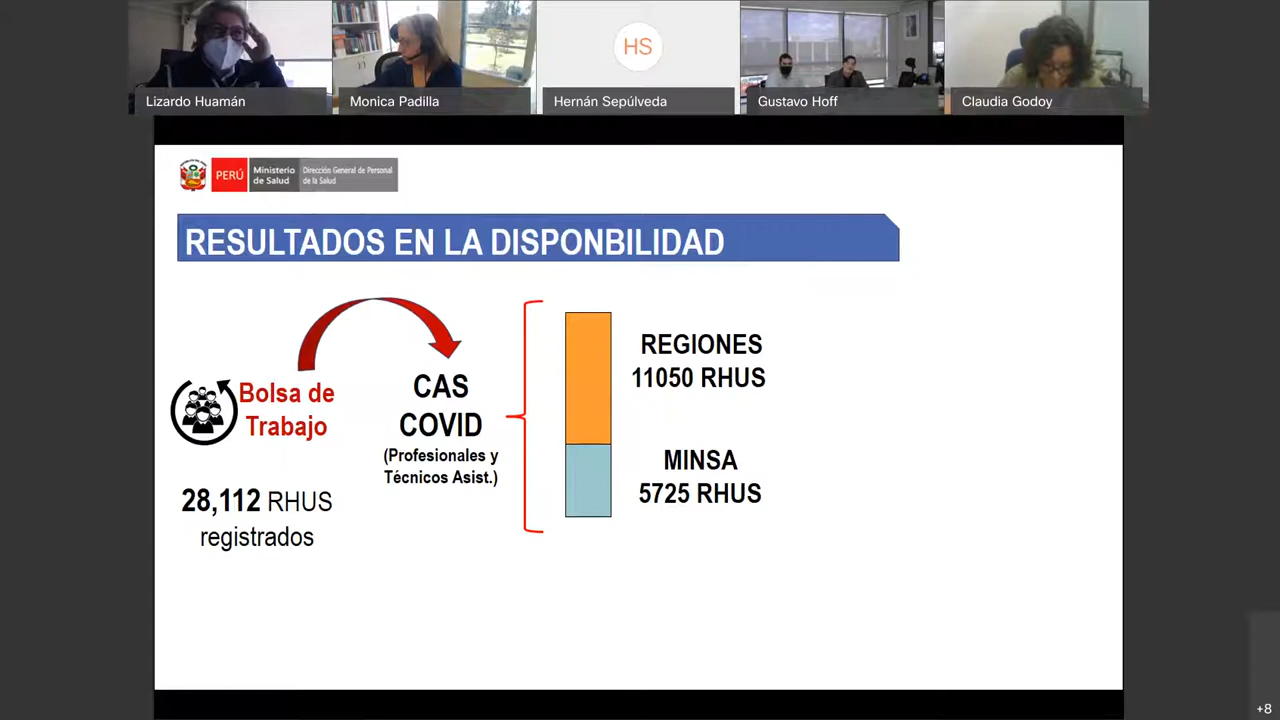 Lizardo Huamán
Monica Padilla
HS
Hernán Sepúlveda
Gustavo Hoff
Claudia Godoy
PERÚ
Ministerio
de Salud
Dirección General de Personal
de la Salud
RESULTADOS EN LA DISPONBILIDAD
Bolsa de
Trabajo
28,112 RHUS
registrados
CAS
COVID
(Profesionales y
Técnicos Asist.)
REGIONES
11050 RHUS
MINSA
5725 RHUS
+8